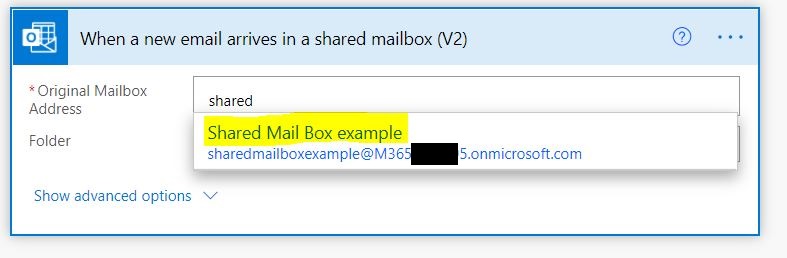 When a new email arrives in a shared mailbox (V2)
? ...
*Original Mailbox
Address
shared
Shared Mail Box example
sharedmailboxexample@M365 5.onmicrosoft.com
Folder
Show advanced options